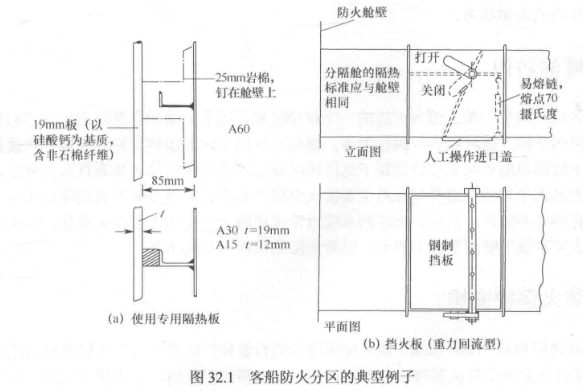 防火舱壁
25mm岩棉，
钉在舱壁上
19mm板（以
硅酸钙为基质，
含非石棉纤维）
A60
85mm
t
A30 t=19mm
A15 t=12mm
(a) 使用专用隔热板
打开
分隔舱的隔热
标准应与舱壁
相同
关闭
易熔链，
熔点70
摄氏度
立面图
人工操作进口盖
钢制
挡板
平面图
(b) 挡火板（重力回流型）
图 32.1 客船防火分区的典型例子